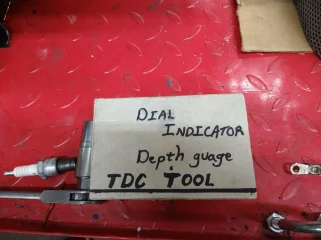 DIAL
INDICATOR
Depth guage
TDC TOOL